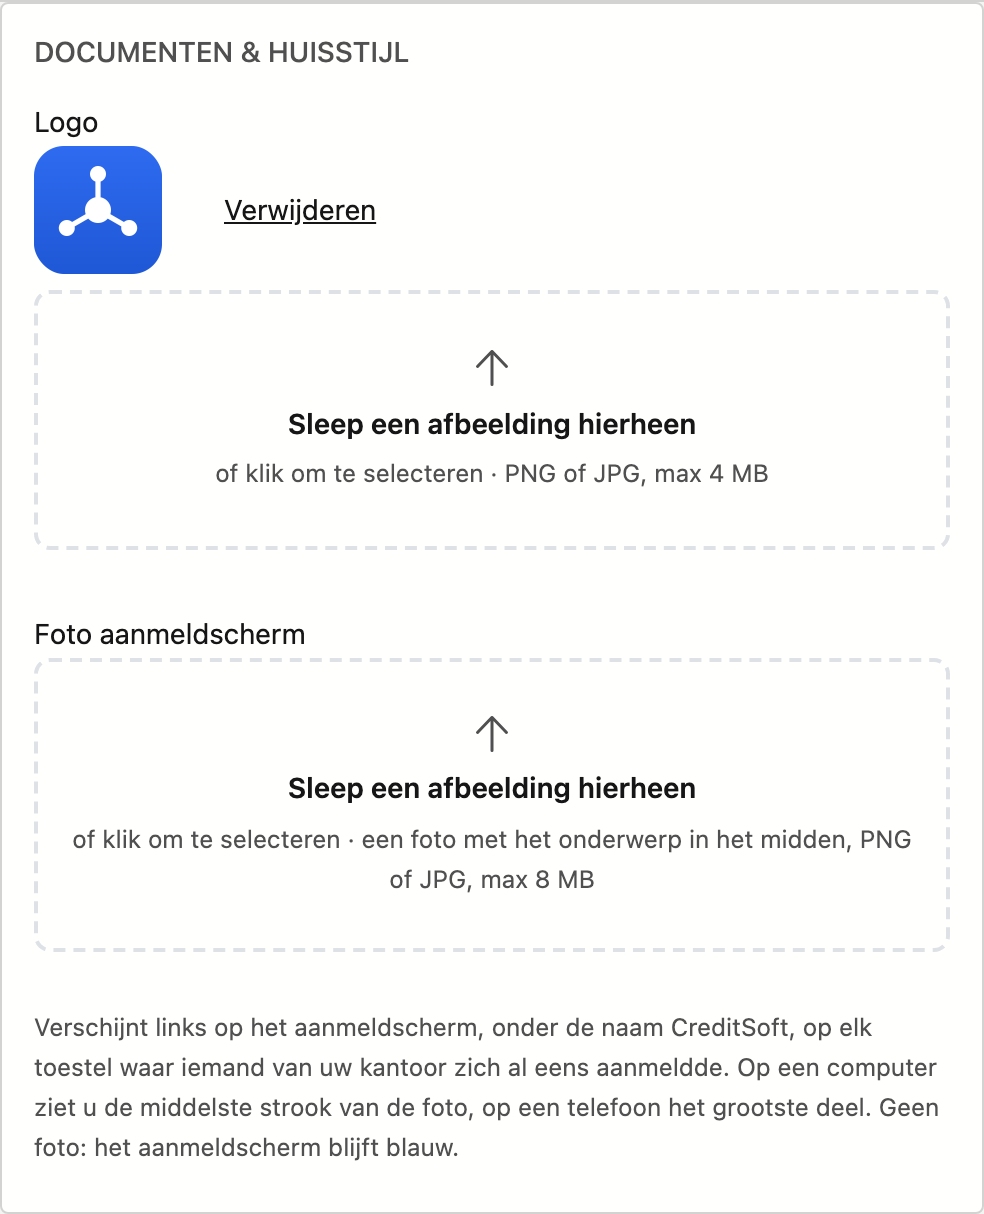 DOCUMENTEN & HUISSTIJL
Logo
Verwijderen
Sleep een afbeelding hierheen
of klik om te selecteren · PNG of JPG, max 4 MB
Foto aanmeldscherm
Sleep een afbeelding hierheen
of klik om te selecteren · een foto met het onderwerp in het midden, PNG
of JPG, max 8 MB
Verschijnt links op het aanmeldscherm, onder de naam CreditSoft, op elk
toestel waar iemand van uw kantoor zich al eens aanmeldde. Op een computer
ziet u de middelste strook van de foto, op een telefoon het grootste deel. Geen
foto: het aanmeldscherm blijft blauw.